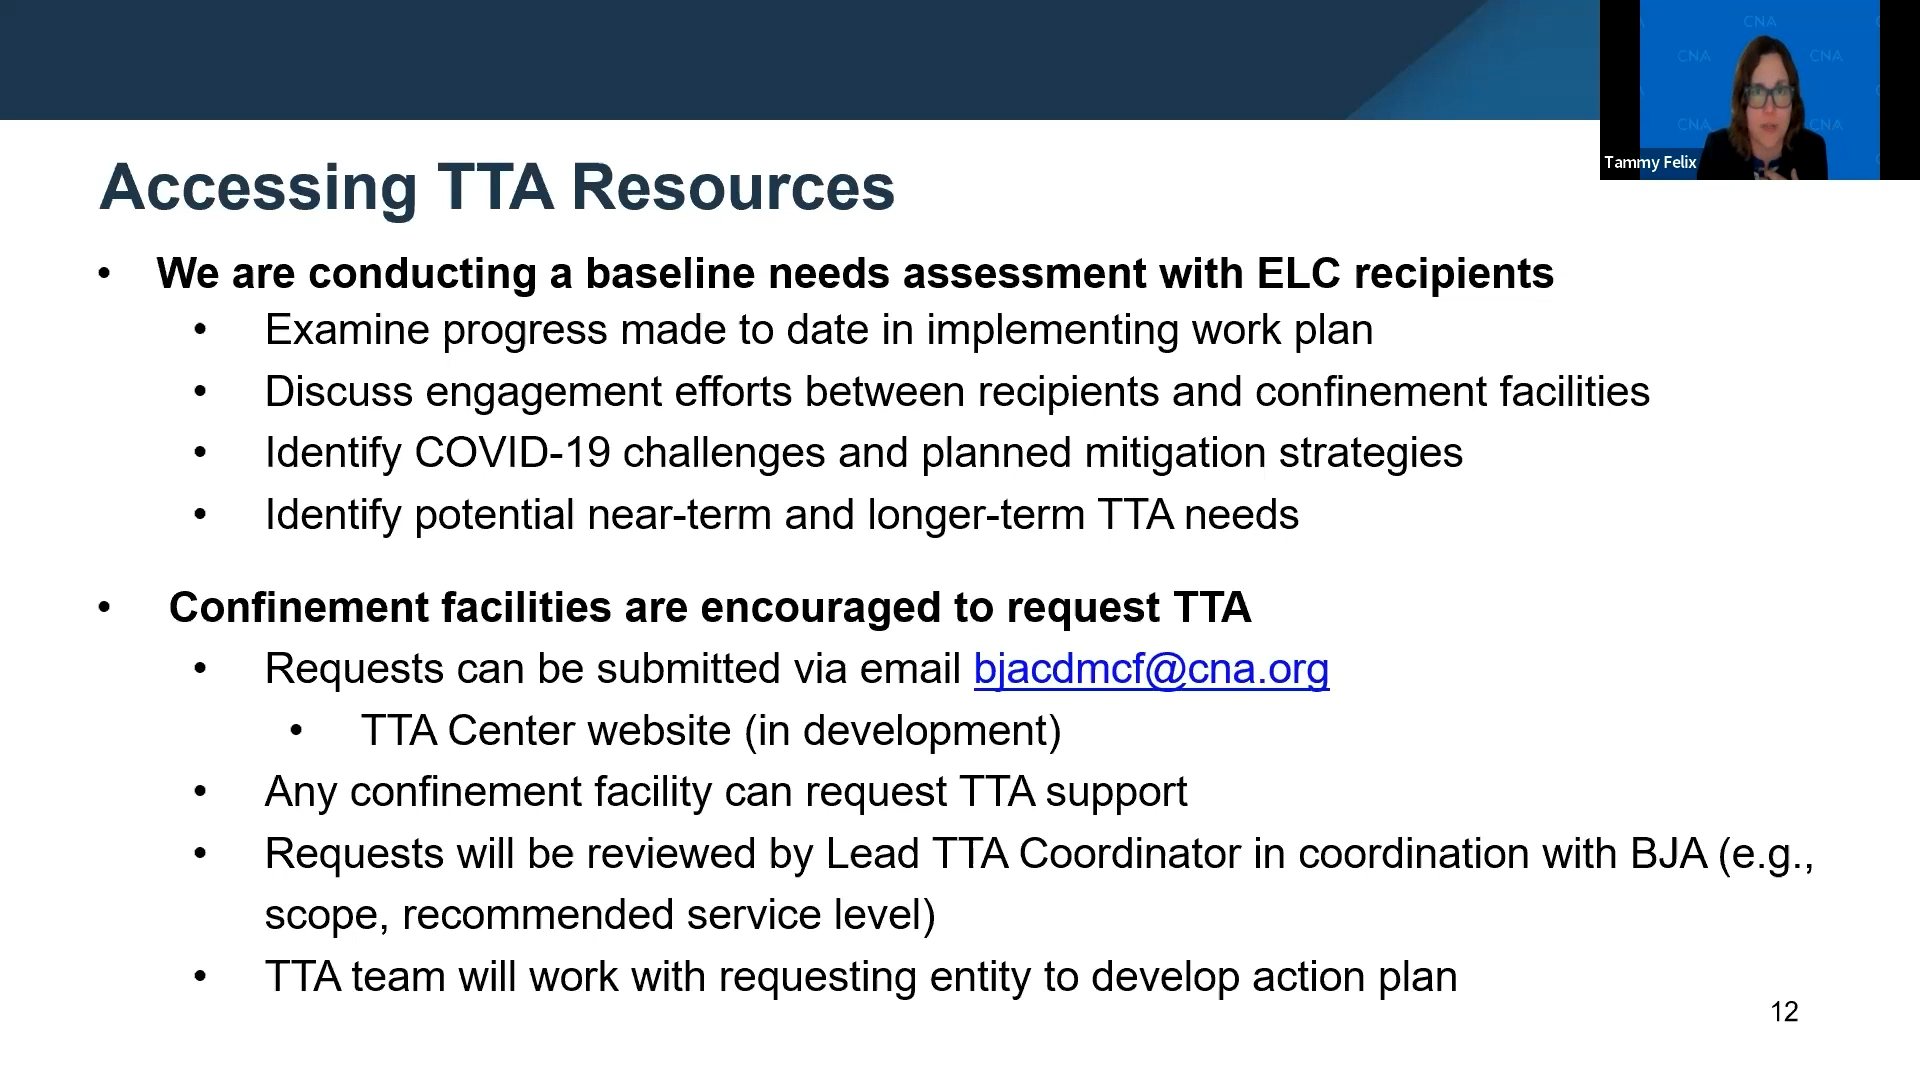 CNA
CNA
CNA
CNA
CNA
Tammy Felix
Accessing TTA Resources
• We are conducting a baseline needs assessment with ELC recipients
• Examine progress made to date in implementing work plan
• Discuss engagement efforts between recipients and confinement facilities
• Identify COVID-19 challenges and planned mitigation strategies
• Identify potential near-term and longer-term TTA needs
• Confinement facilities are encouraged to request TTA
• Requests can be submitted via email bjacdmcf@cna.org
• TTA Center website (in development)
• Any confinement facility can request TTA support
• Requests will be reviewed by Lead TTA Coordinator in coordination with BJA (e.g.,
scope, recommended service level)
• TTA team will work with requesting entity to develop action plan
12